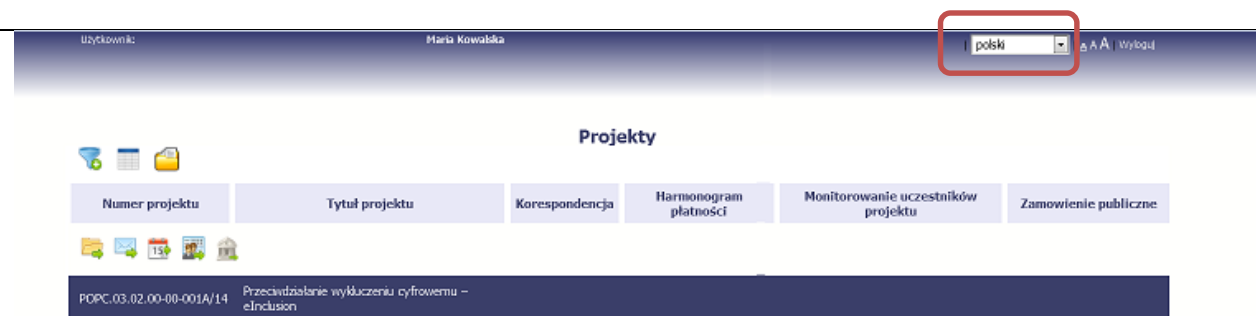 Użytkownik: Maria Kowalska | polski A A A | Wyloguj
Projekty
Numer projektu Tytuł projektu Korespondencja Harmonogram płatności Monitorowanie uczestników projektu Zamowienie publiczne
15
POPC.03.02.00-00-001A/14 Przeciwdziałanie wykluczeniu cyfrowemu –
eInclusion